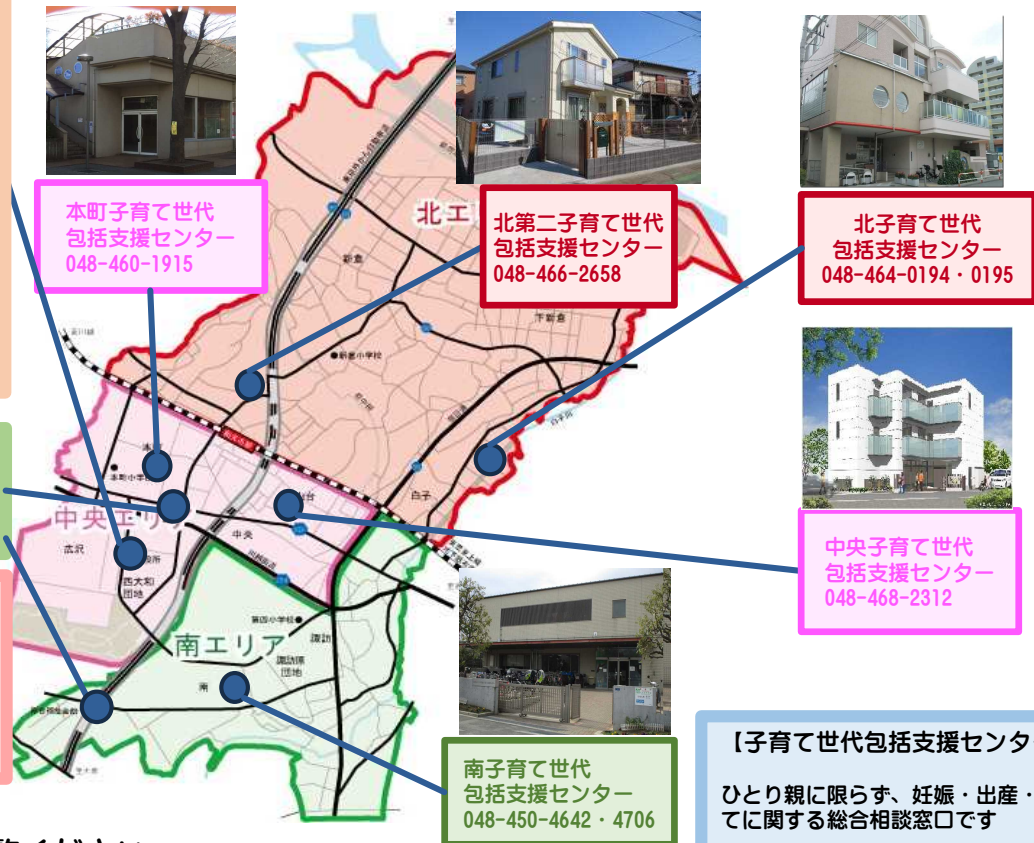 本町子育て世代
包括支援センター
048-460-1915
北第二子育て世代
包括支援センター
048-466-2658
北子育て世代
包括支援センター
048-464-0194・0195
中央子育て世代
包括支援センター
048-468-2312
南子育て世代
包括支援センター
048-450-4642・4706
【子育て世代包括支援センタ
ひとり親に限らず、妊娠・出産・
てに関する総合相談窓口です
北エ
新倉
下新倉
●新倉小学校
白子川
白子
本町小学校
中央エリア
中央
広沢
西大和
団地
川越街道
第四小学校●
諏訪
諏訪原
団地
南エリア
南